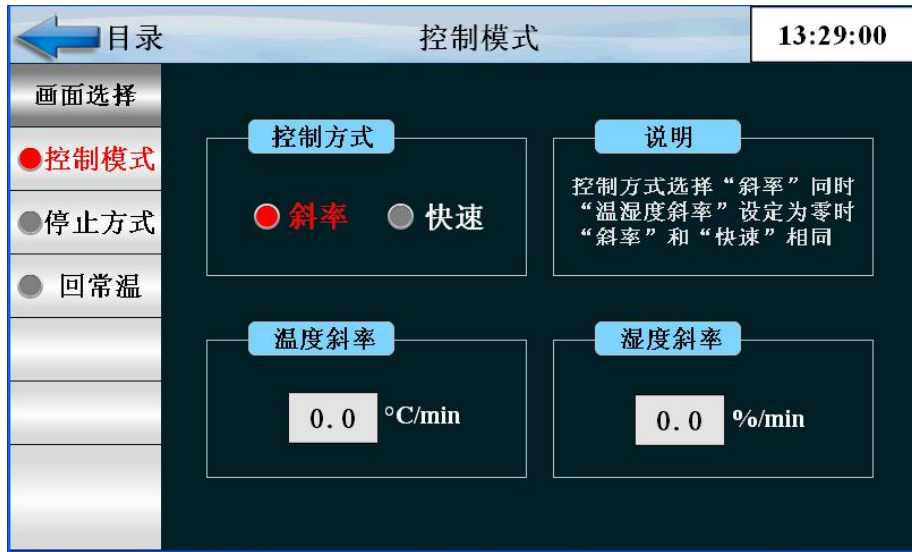 目录
控制模式
13:29:00
画面选择
控制模式
停止方式
回常温
控制方式
斜率
快速
说明
控制方式选择“斜率”同时
“温湿度斜率”设定为零时
“斜率”和“快速”相同
温度斜率
0.0 °C/min
湿度斜率
0.0 %/min